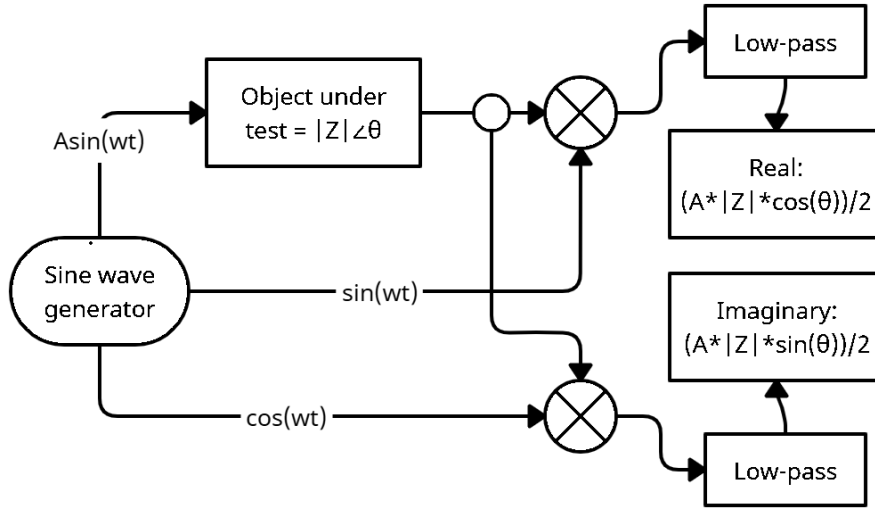 Low-pass
Object under
test = |Z|∠θ
Asin(wt)
Real:
(A*|Z|*cos(θ))/2
Sine wave
generator
sin(wt)
Imaginary:
(A*|Z|*sin(θ))/2
cos(wt)
Low-pass